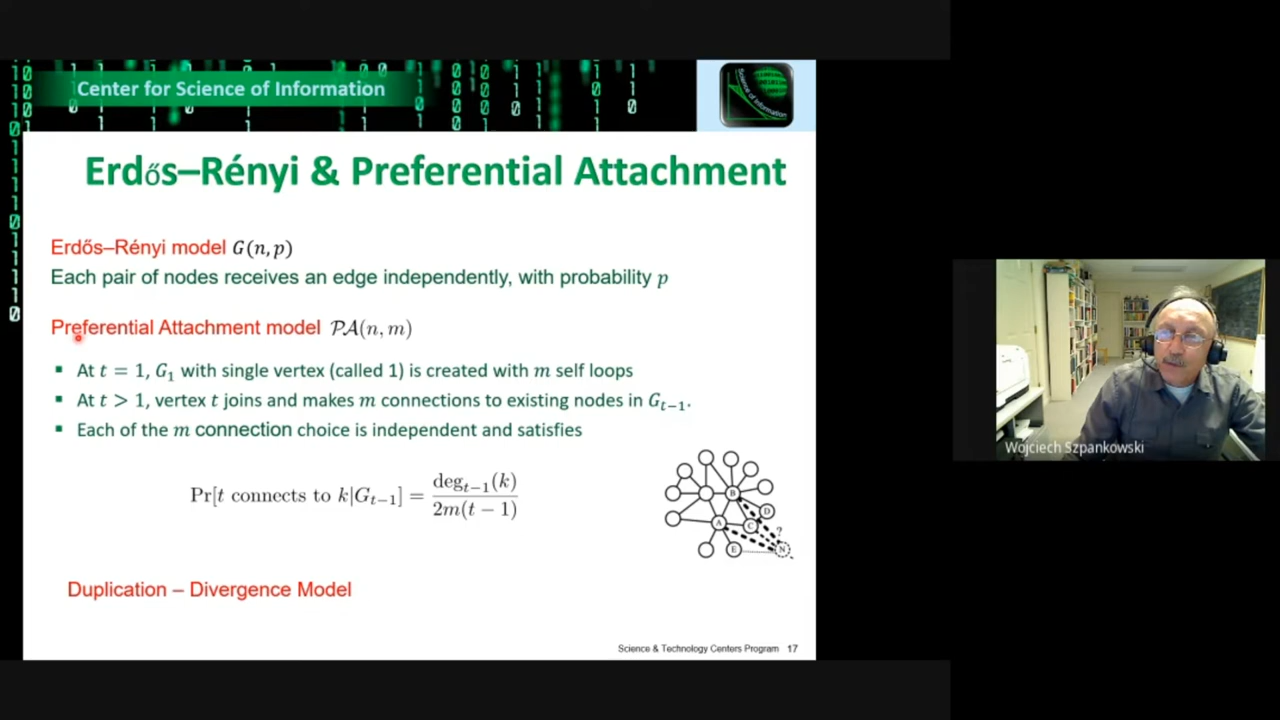 Center for Science of Information
Science of Information
Erdős–Rényi & Preferential Attachment
Erdős–Rényi model G(n, p)
Each pair of nodes receives an edge independently, with probability p
Preferential Attachment model PA(n, m)
▪ At t = 1, G₁ with single vertex (called 1) is created with m self loops
▪ At t > 1, vertex t joins and makes m connections to existing nodes in Gₜ₋₁.
▪ Each of the m connection choice is independent and satisfies
Pr[t connects to k|Gₜ₋₁] = degₜ₋₁(k) / 2m(t − 1)
B
D
A
C
?
E
N
Duplication – Divergence Model
Science & Technology Centers Program 17
Wojciech Szpankowski